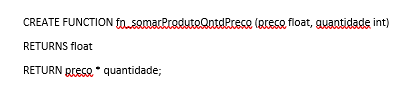 CREATE FUNCTION fn_somarProdutoQntdPreco (preco float, quantidade int)
RETURNS float
RETURN preco * quantidade;